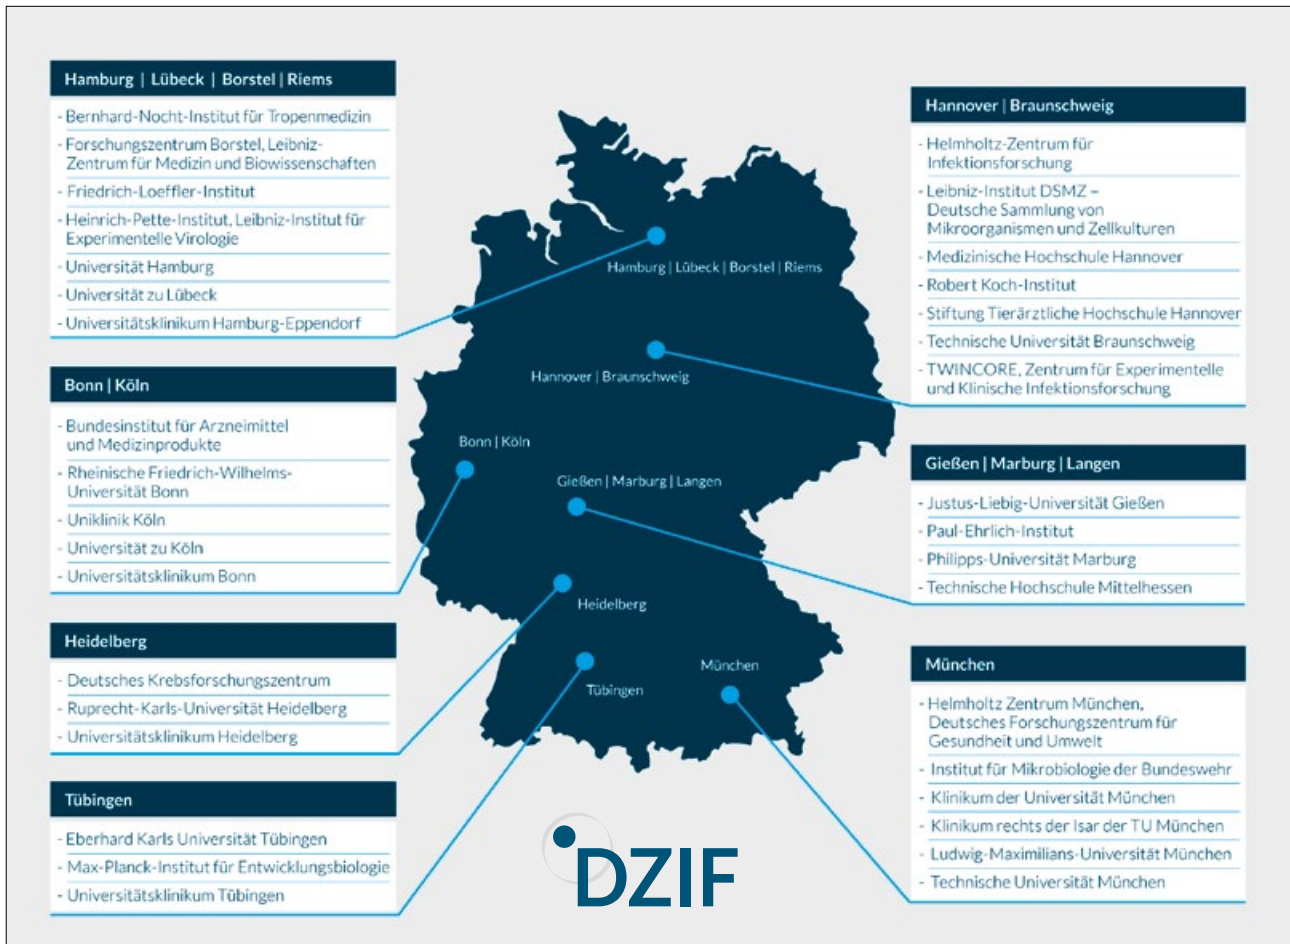 Hamburg | Lübeck | Borstel | Riems
- Bernhard-Nocht-Institut für Tropenmedizin
- Forschungszentrum Borstel, Leibniz-
Zentrum für Medizin und Biowissenschaften
- Friedrich-Loeffler-Institut
- Heinrich-Pette-Institut, Leibniz-Institut für
Experimentelle Virologie
- Universität Hamburg
- Universität zu Lübeck
- Universitätsklinikum Hamburg-Eppendorf
Bonn | Köln
- Bundesinstitut für Arzneimittel
und Medizinprodukte
- Rheinische Friedrich-Wilhelms-
Universität Bonn
- Uniklinik Köln
- Universität zu Köln
- Universitätsklinikum Bonn
Heidelberg
- Deutsches Krebsforschungszentrum
- Ruprecht-Karls-Universität Heidelberg
- Universitätsklinikum Heidelberg
Tübingen
- Eberhard Karls Universität Tübingen
- Max-Planck-Institut für Entwicklungsbiologie
- Universitätsklinikum Tübingen
Hamburg | Lübeck | Borstel | Riems
Hannover | Braunschweig
Bonn | Köln
Gießen | Marburg | Langen
Heidelberg
Tübingen
München
DZIF
Hannover | Braunschweig
- Helmholtz-Zentrum für
Infektionsforschung
- Leibniz-Institut DSMZ –
Deutsche Sammlung von
Mikroorganismen und Zellkulturen
- Medizinische Hochschule Hannover
- Robert Koch-Institut
- Stiftung Tierärztliche Hochschule Hannover
- Technische Universität Braunschweig
- TWINCORE, Zentrum für Experimentelle
und Klinische Infektionsforschung
Gießen | Marburg | Langen
- Justus-Liebig-Universität Gießen
- Paul-Ehrlich-Institut
- Philipps-Universität Marburg
- Technische Hochschule Mittelhessen
München
- Helmholtz Zentrum München,
Deutsches Forschungszentrum für
Gesundheit und Umwelt
- Institut für Mikrobiologie der Bundeswehr
- Klinikum der Universität München
- Klinikum rechts der Isar der TU München
- Ludwig-Maximilians-Universität München
- Technische Universität München